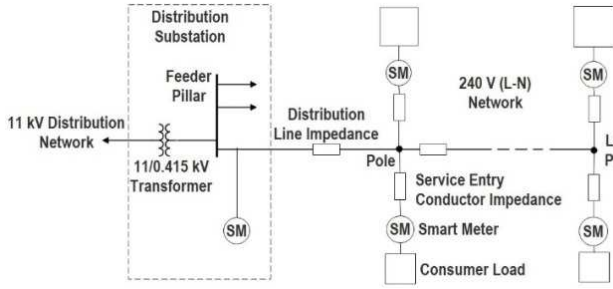 Distribution
Substation
SM
SM
Feeder
Pillar
240 V (L-N)
Network
11 kV Distribution
Network
Distribution
Line Impedance
L
P
Pole
11/0.415 kV
Transformer
Service Entry
Conductor Impedance
SM
SM
Smart Meter
SM
Consumer Load